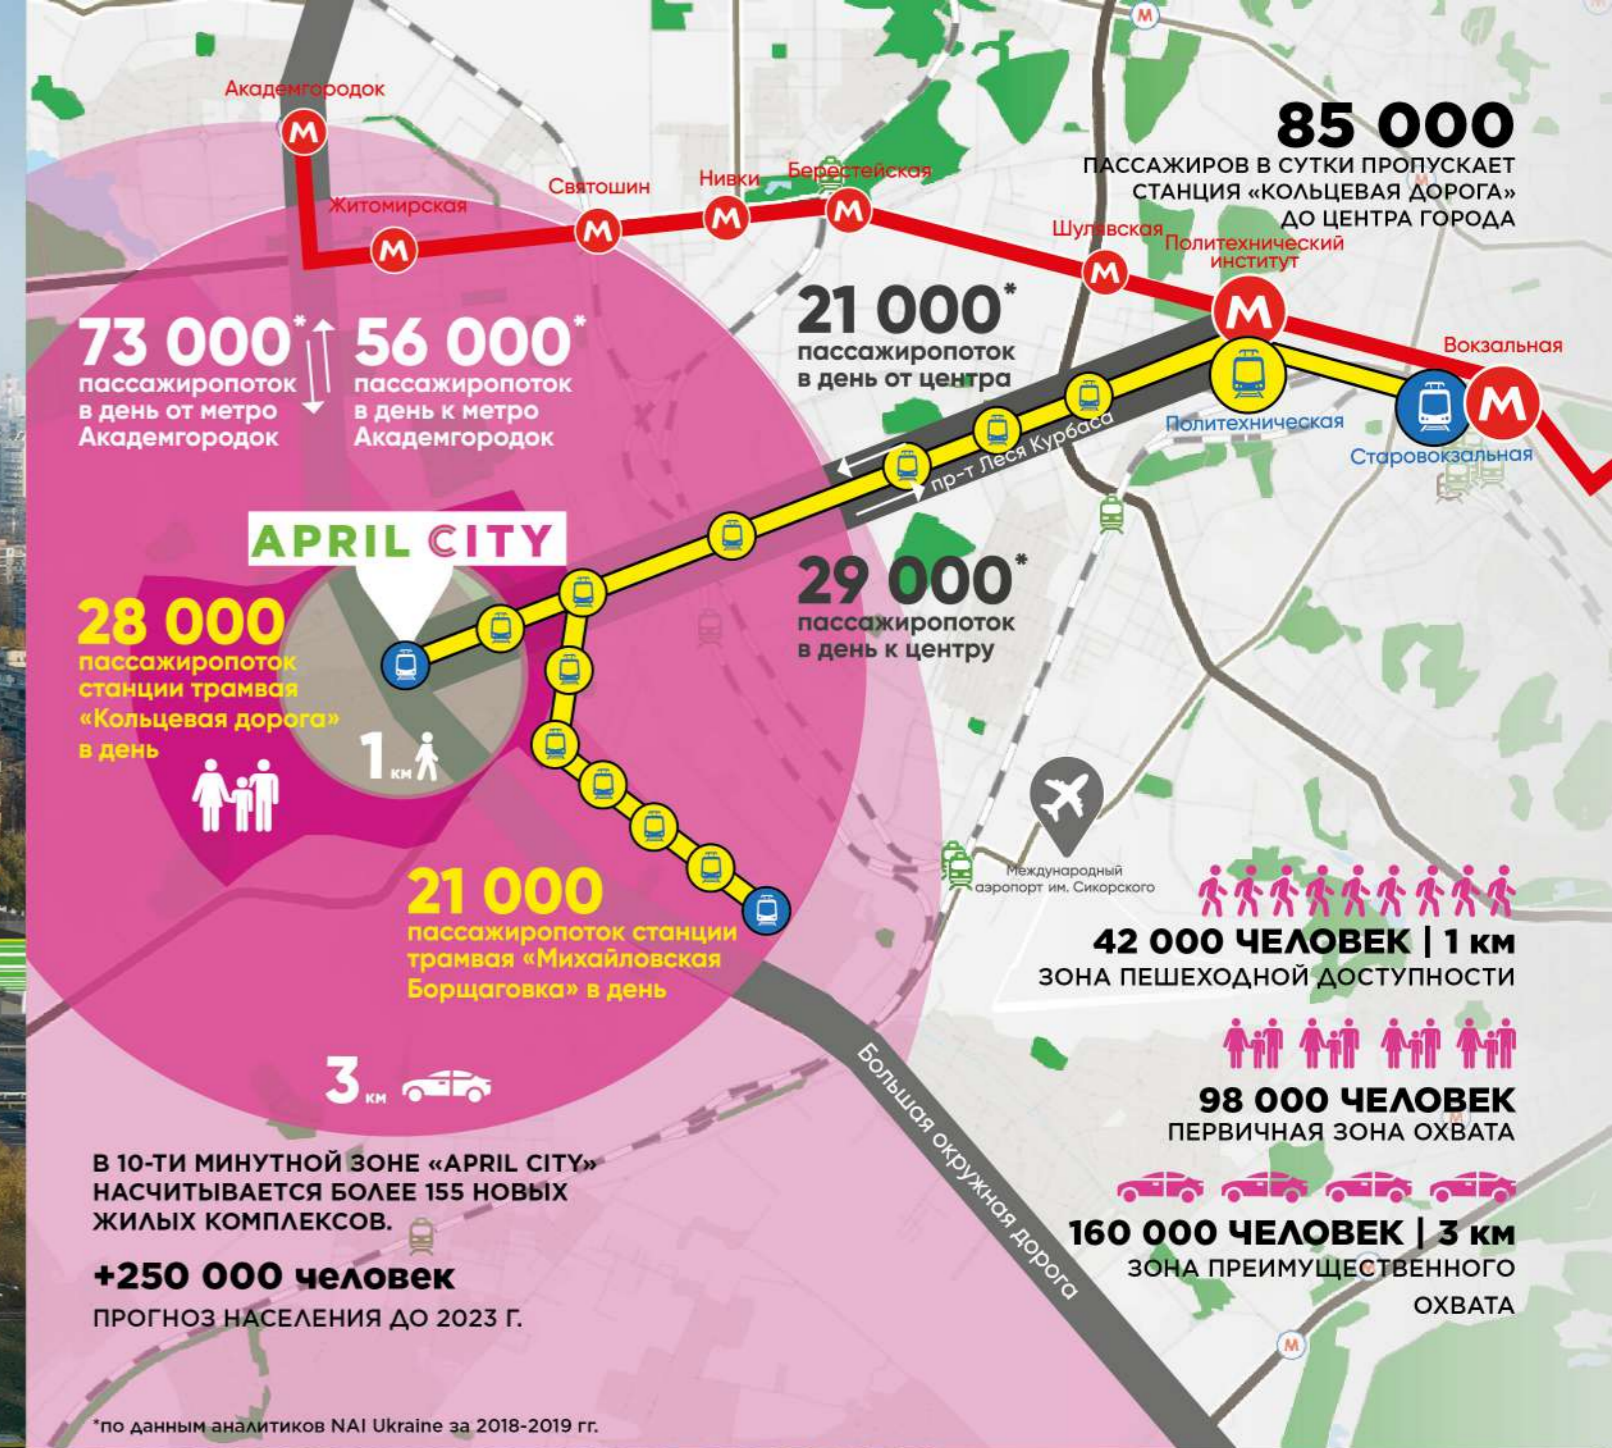 Академгородок
Житомирская
Святошин
Нивки
Берестейская
Шулявская
Политехнический
институт
Вокзальная
85 000
ПАССАЖИРОВ В СУТКИ ПРОПУСКАЕТ
СТАНЦИЯ «КОЛЬЦЕВАЯ ДОРОГА»
ДО ЦЕНТРА ГОРОДА
73 000*
пассажиропоток
в день от метро
Академгородок
56 000*
пассажиропоток
в день к метро
Академгородок
21 000*
пассажиропоток
в день от центра
пр-т Леся Курбаса
Политехническая
Старовокзальная
APRIL CITY
29 000*
пассажиропоток
в день к центру
28 000
пассажиропоток
станции трамвая
«Кольцевая дорога»
в день
1 км
21 000
пассажиропоток станции
трамвая «Михайловская
Борщаговка» в день
Международный
аэропорт им. Сикорского
42 000 ЧЕЛОВЕК | 1 км
ЗОНА ПЕШЕХОДНОЙ ДОСТУПНОСТИ
98 000 ЧЕЛОВЕК
ПЕРВИЧНАЯ ЗОНА ОХВАТА
160 000 ЧЕЛОВЕК | 3 км
ЗОНА ПРЕИМУЩЕСТВЕННОГО
ОХВАТА
3 км
Большая окружная дорога
В 10-ТИ МИНУТНОЙ ЗОНЕ «APRIL CITY»
НАСЧИТЫВАЕТСЯ БОЛЕЕ 155 НОВЫХ
ЖИЛЫХ КОМПЛЕКСОВ.
+250 000 человек
ПРОГНОЗ НАСЕЛЕНИЯ ДО 2023 Г.
*по данным аналитиков NAI Ukraine за 2018-2019 гг.